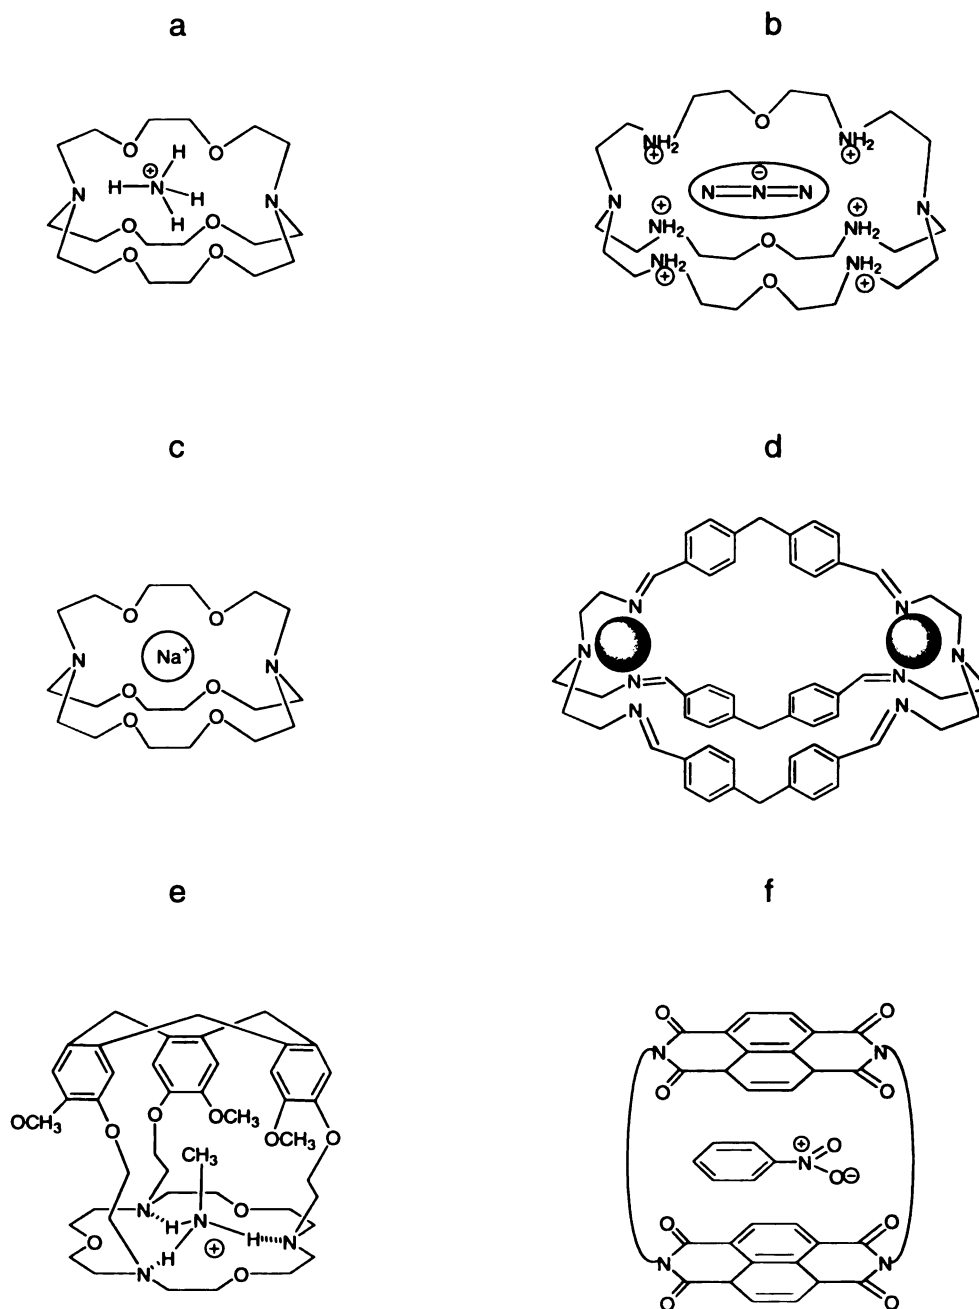 a
O H O
⊕
H N H
N N
H
O O
O O
b
O
NH₂ NH₂
⊕ ⊕
⊖
N N N
N N
⊕ ⊕
NH₂ NH₂
O
NH₂ NH₂
⊕ O ⊕
c
O O
Na⁺
N N
O O
O O
d
N N
N N
N N
N N
e
OCH₃ O OCH₃
O OCH₃ O
CH₃
N O
H N H N
O ⊕
H
N O
f
O O
N N
O O
⊕ O
N
O⊖
O O
N N
O O